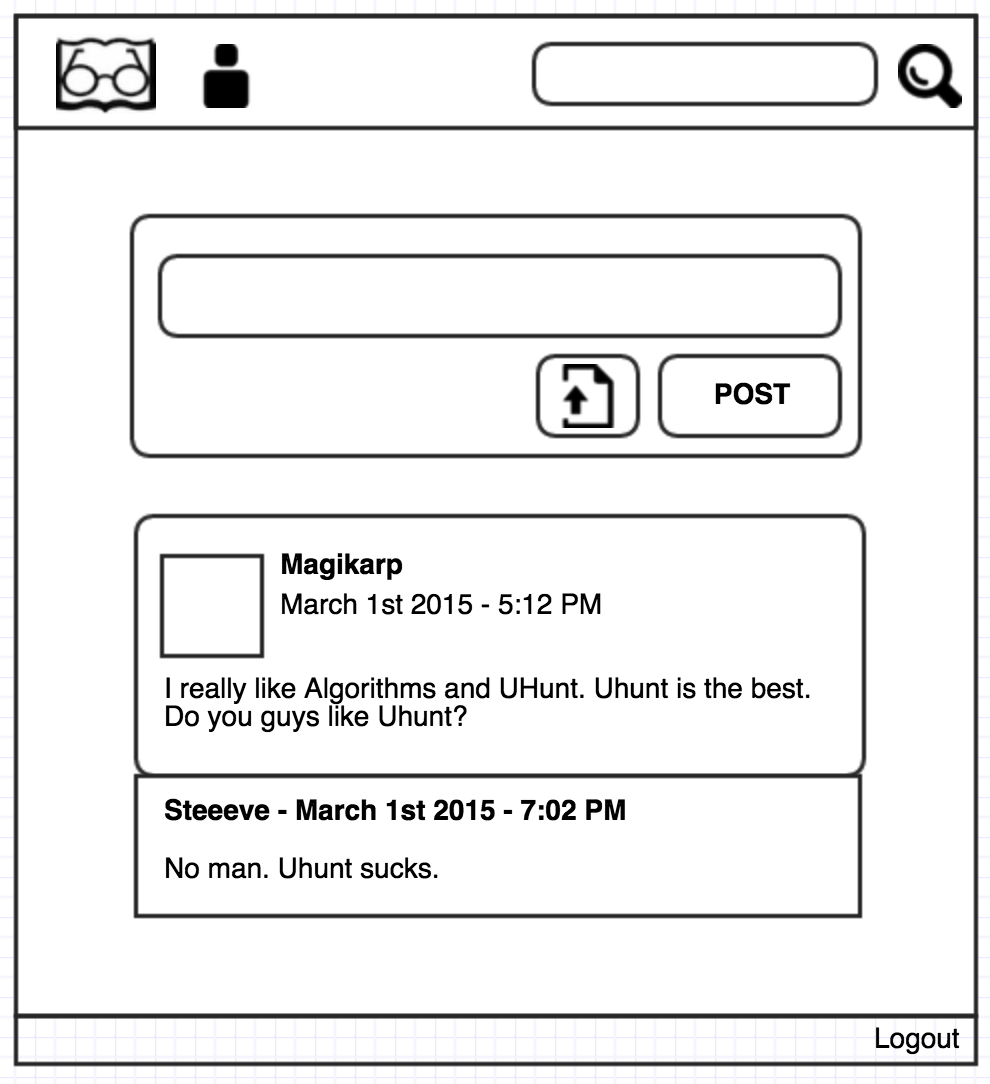 POST
Magikarp
March 1st 2015 - 5:12 PM
I really like Algorithms and UHunt. Uhunt is the best.
Do you guys like Uhunt?
Steeeve - March 1st 2015 - 7:02 PM
No man. Uhunt sucks.
Logout